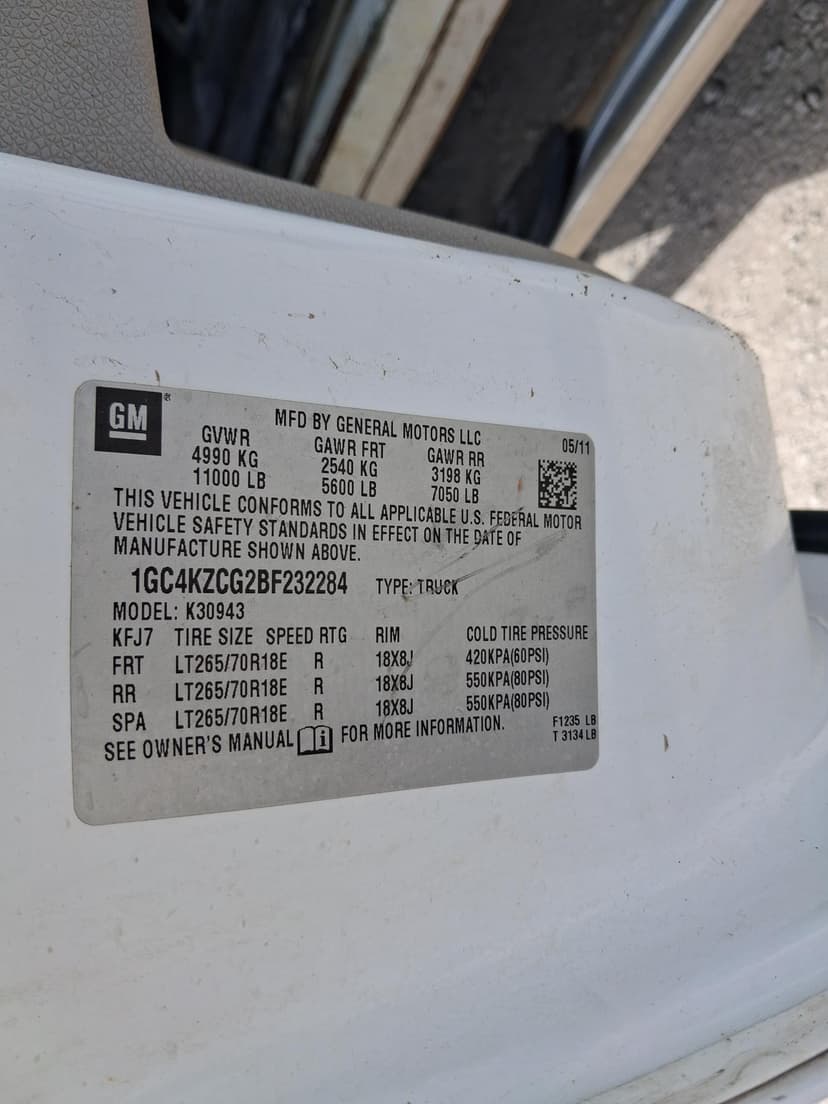 GM
MFD BY GENERAL MOTORS LLC
05/11
GVWR GAWR FRT GAWR RR
4990 KG 2540 KG 3198 KG
11000 LB 5600 LB 7050 LB
THIS VEHICLE CONFORMS TO ALL APPLICABLE U.S. FEDERAL MOTOR
VEHICLE SAFETY STANDARDS IN EFFECT ON THE DATE OF
MANUFACTURE SHOWN ABOVE.
1GC4KZCG2BF232284 TYPE: TRUCK
MODEL: K30943
KFJ7 TIRE SIZE SPEED RTG RIM COLD TIRE PRESSURE
FRT LT265/70R18E R 18X8J 420KPA(60PSI)
RR LT265/70R18E R 18X8J 550KPA(80PSI)
SPA LT265/70R18E R 18X8J 550KPA(80PSI)
SEE OWNER'S MANUAL i FOR MORE INFORMATION.
F1235 LB
T 3134 LB